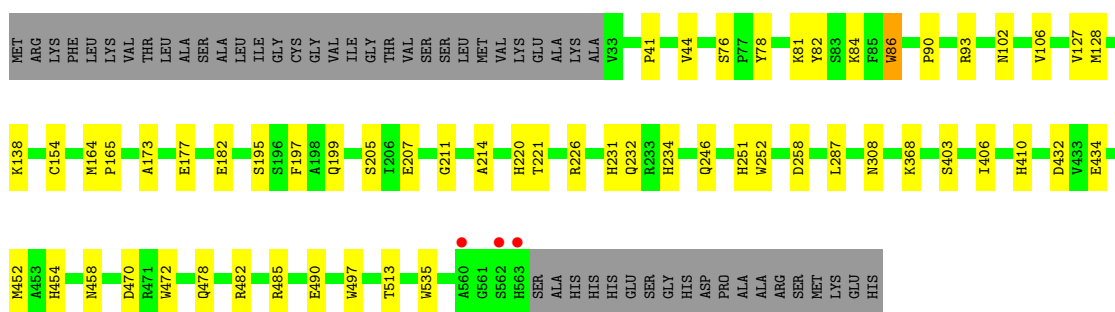 MET ARG LYS PHE LEU LEU LYS VAL THR LEU ALA SER ALA LEU ILE GLY CYS GLY VAL ILE GLY THR VAL SER SER LEU MET VAL LYS GLU ALA LYS ALA V33 P41 V44 S76 P77 Y78 K81 Y82 S83 K84 F85 W86 P90 R93 N102 V106 V127 M128
K138 C154 M164 P165 A173 E177 E182 S195 S196 F197 A198 Q199 S205 I206 E207 G211 A214 H220 T221 R226 H231 Q232 R233 H234 Q246 H251 W252 D258 L287 N308 K368 S403 I406 H410 D432 V433 E434
M452 A453 H454 N458 D470 R471 W472 Q478 R482 R485 E490 W497 T513 W535 A560 G561 S562 H563 SER ALA HIS HIS HIS GLU SER GLY HIS ASP PRO ALA ALA ARG SER MET LYS GLU HIS